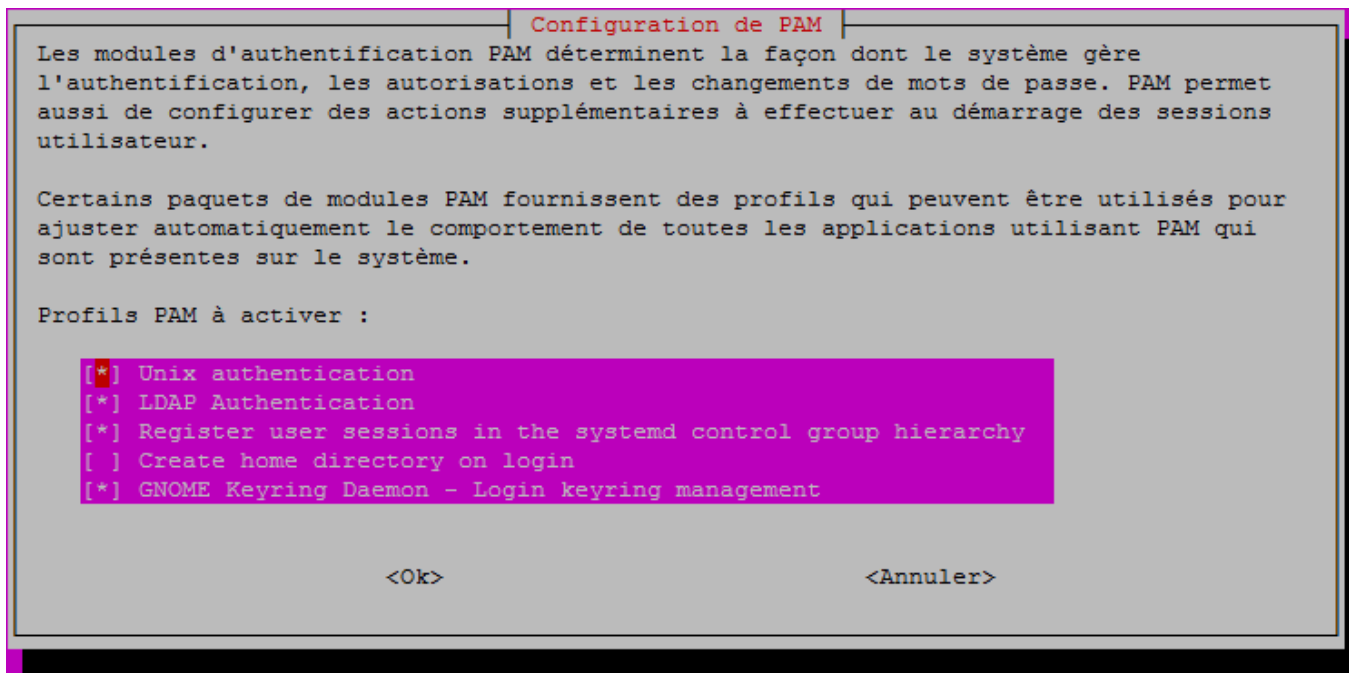 Configuration de PAM
Les modules d'authentification PAM déterminent la façon dont le système gère
l'authentification, les autorisations et les changements de mots de passe. PAM permet
aussi de configurer des actions supplémentaires à effectuer au démarrage des sessions
utilisateur.
Certains paquets de modules PAM fournissent des profils qui peuvent être utilisés pour
ajuster automatiquement le comportement de toutes les applications utilisant PAM qui
sont présentes sur le système.
Profils PAM à activer :
[*] Unix authentication
[*] LDAP Authentication
[*] Register user sessions in the systemd control group hierarchy
[ ] Create home directory on login
[*] GNOME Keyring Daemon - Login keyring management
<Ok> <Annuler>